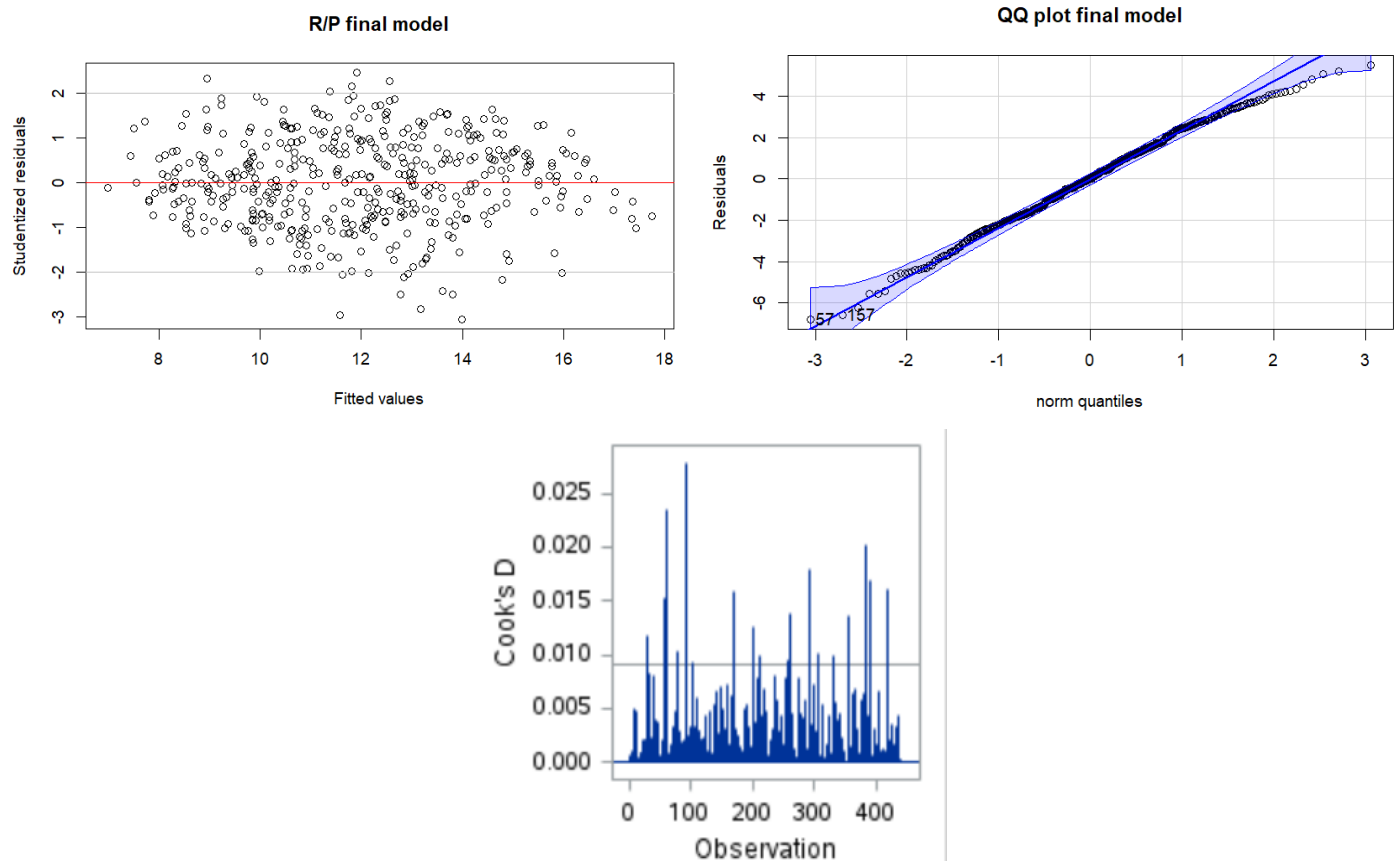 R/P final model
Studentized residuals
2
1
0
-1
-2
-3
8 10 12 14 16 18
Fitted values
QQ plot final model
Residuals
4
2
0
-2
-4
-6
57 157
-3 -2 -1 0 1 2 3
norm quantiles
Cook's D
0.025
0.020
0.015
0.010
0.005
0.000
0 100 200 300 400
Observation